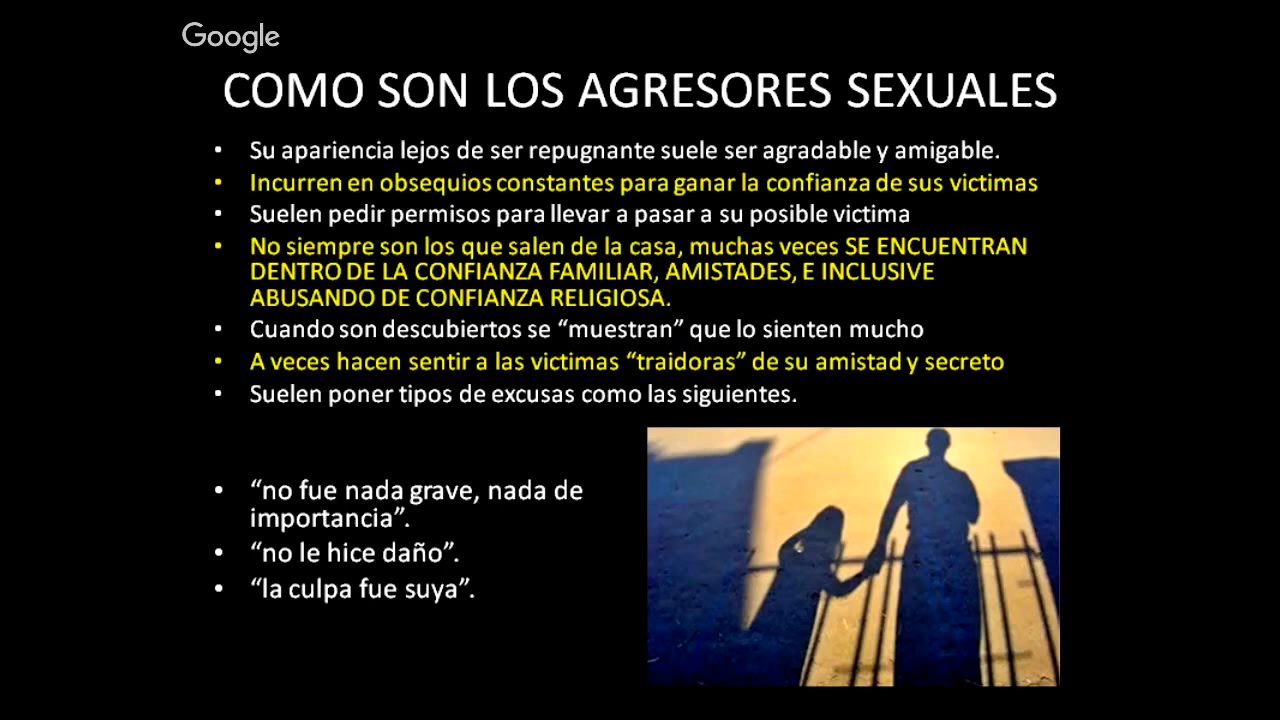 Google
COMO SON LOS AGRESORES SEXUALES
• Su apariencia lejos de ser repugnante suele ser agradable y amigable.
• Incurren en obsequios constantes para ganar la confianza de sus victimas
• Suelen pedir permisos para llevar a pasar a su posible victima
• No siempre son los que salen de la casa, muchas veces SE ENCUENTRAN
DENTRO DE LA CONFIANZA FAMILIAR, AMISTADES, E INCLUSIVE
ABUSANDO DE CONFIANZA RELIGIOSA.
• Cuando son descubiertos se “muestran” que lo sienten mucho
• A veces hacen sentir a las victimas “traidoras” de su amistad y secreto
• Suelen poner tipos de excusas como las siguientes.
• “no fue nada grave, nada de
importancia”.
• “no le hice daño”.
• “la culpa fue suya”.